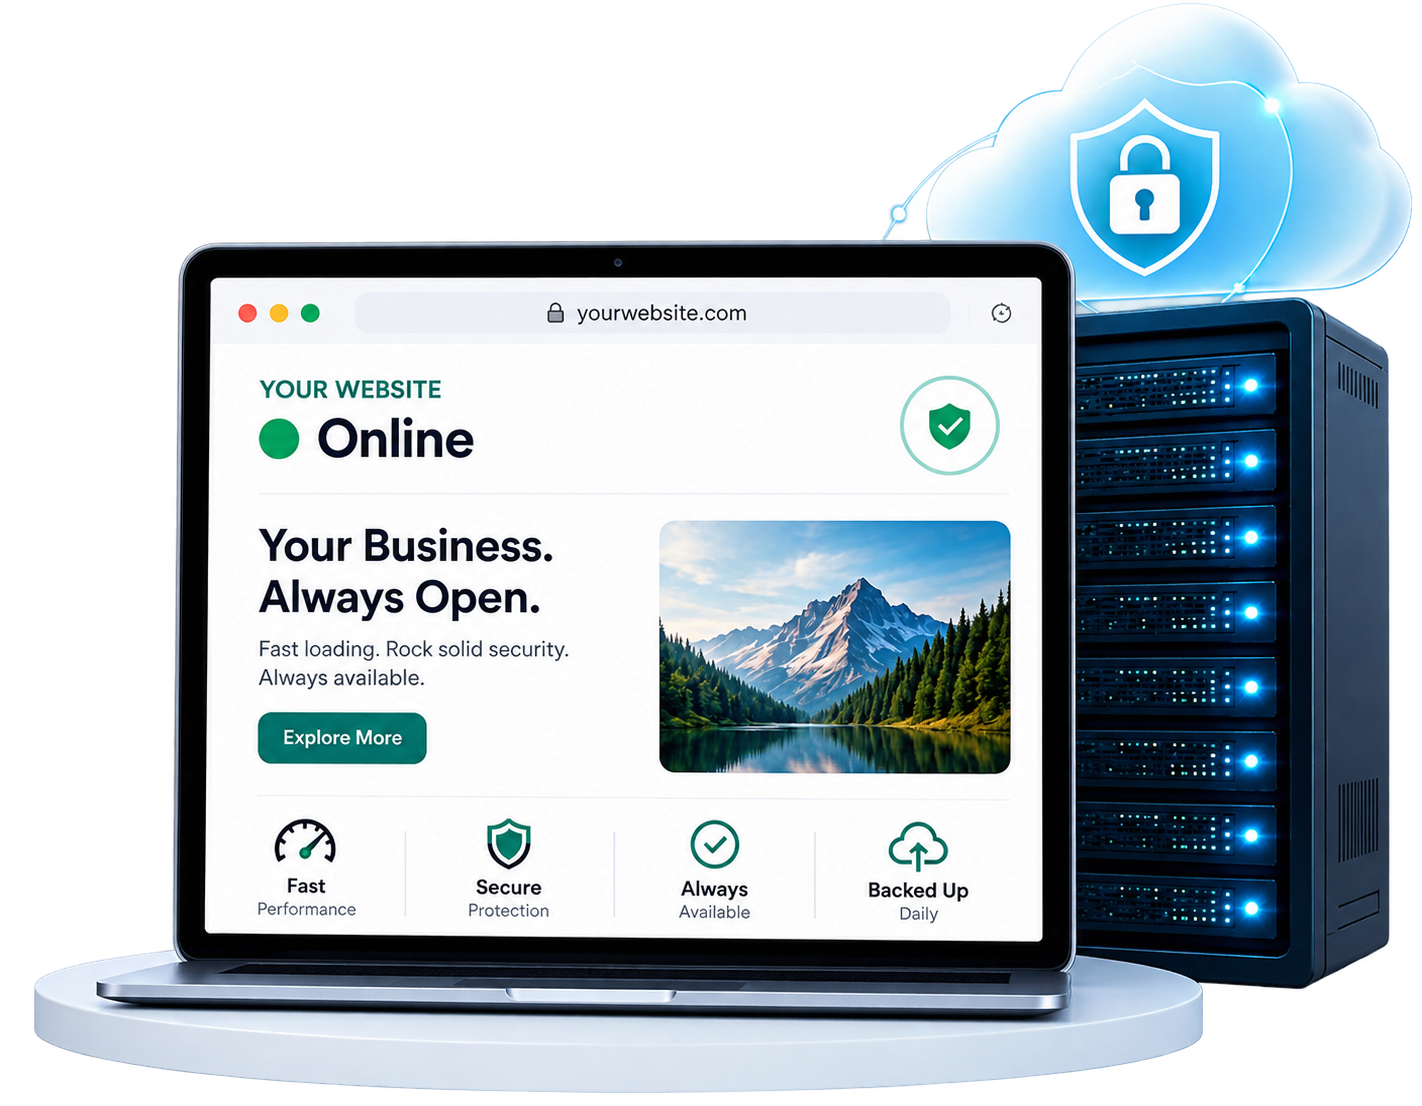 yourwebsite.com
YOUR WEBSITE
Online
Your Business.
Always Open.
Fast loading. Rock solid security.
Always available.
Explore More
Fast
Performance
Secure
Protection
Always
Available
Backed Up
Daily